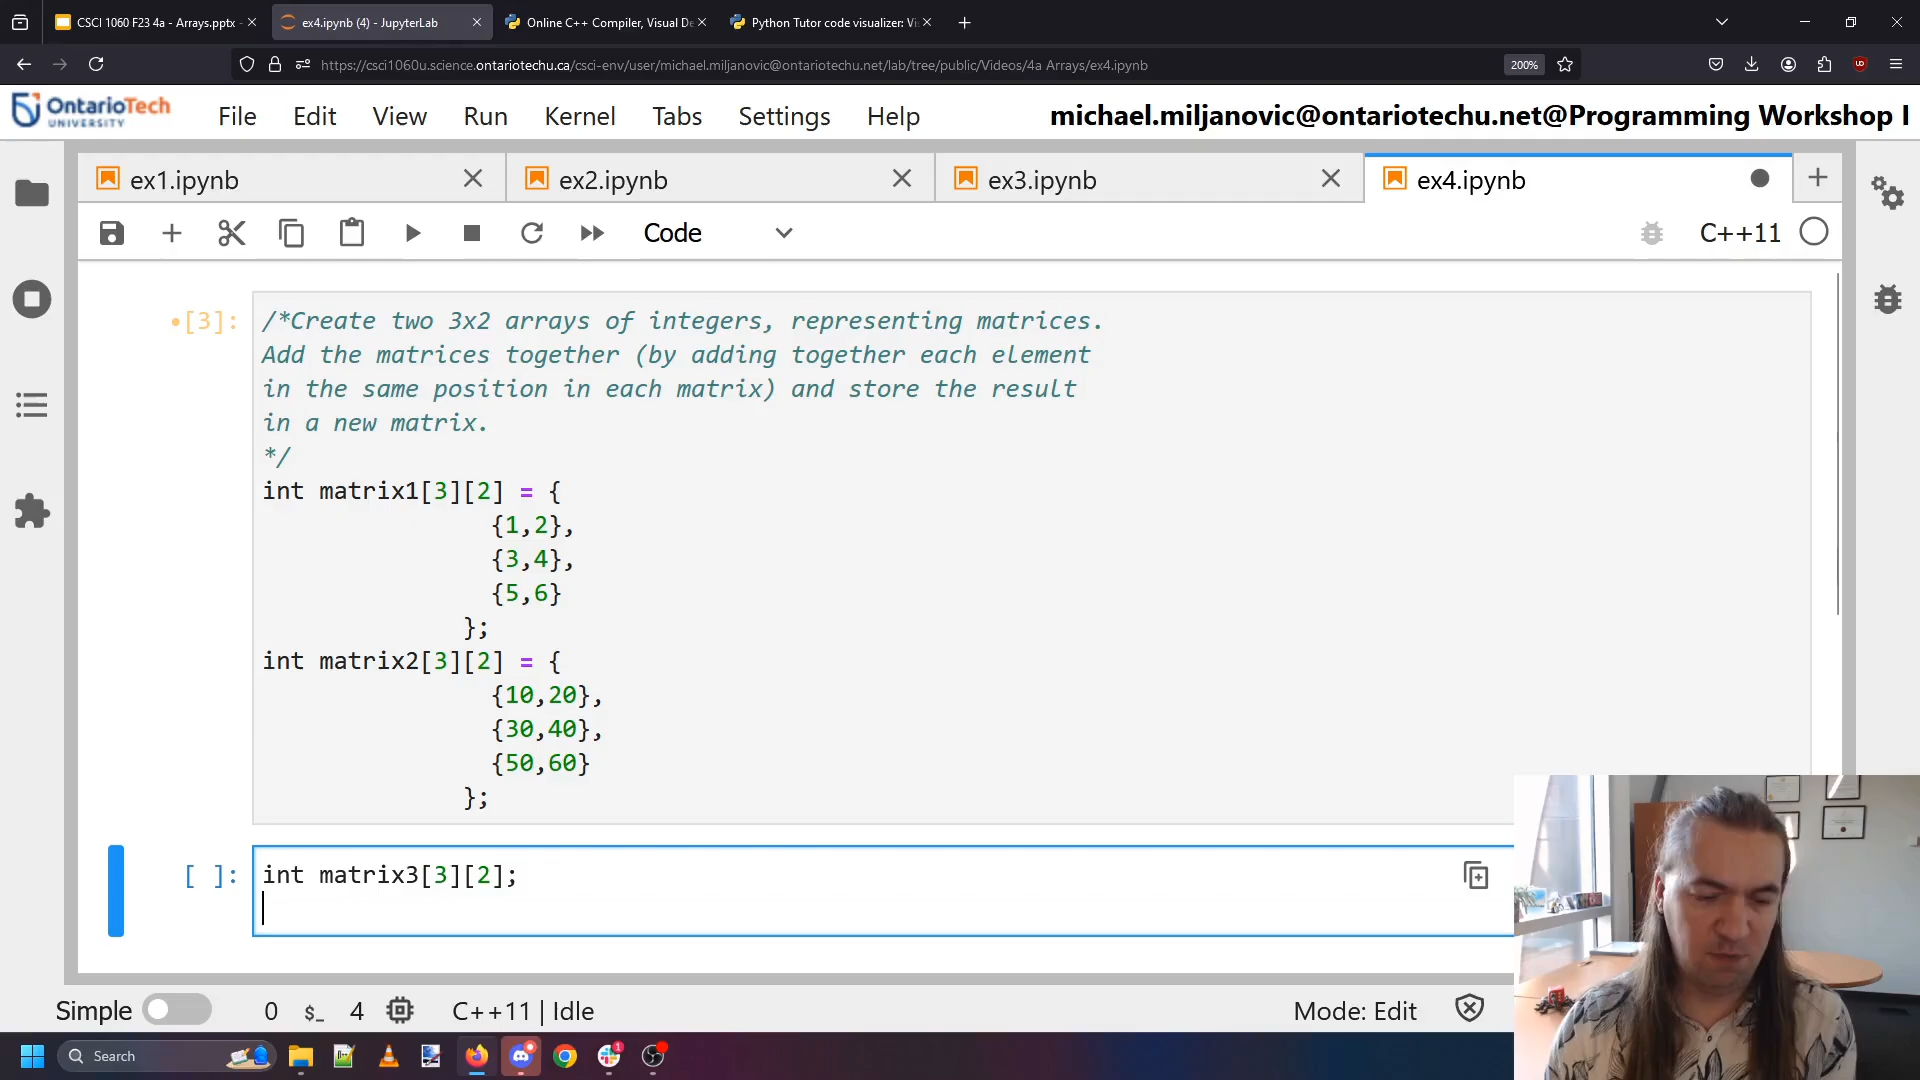 CSCI 1060 F23 4a - Arrays.pptx -
ex4.ipynb (4) - JupyterLab
Online C++ Compiler, Visual De
Python Tutor code visualizer: Vi
https://csci1060u.science.ontariotechu.ca/csci-env/user/michael.miljanovic@ontariotechu.net/lab/tree/public/Videos/4a Arrays/ex4.ipynb
200%
OntarioTech
UNIVERSITY
File Edit View Run Kernel Tabs Settings Help
michael.miljanovic@ontariotechu.net@Programming Workshop I
ex1.ipynb
ex2.ipynb
ex3.ipynb
ex4.ipynb
Code
C++11
[3]:
/*Create two 3x2 arrays of integers, representing matrices.
Add the matrices together (by adding together each element
in the same position in each matrix) and store the result
in a new matrix.
*/
int matrix1[3][2] = {
{1,2},
{3,4},
{5,6}
};
int matrix2[3][2] = {
{10,20},
{30,40},
{50,60}
};
[ ]:
int matrix3[3][2];
Simple
0
$_
4
C++11 | Idle
Mode: Edit
Search
1